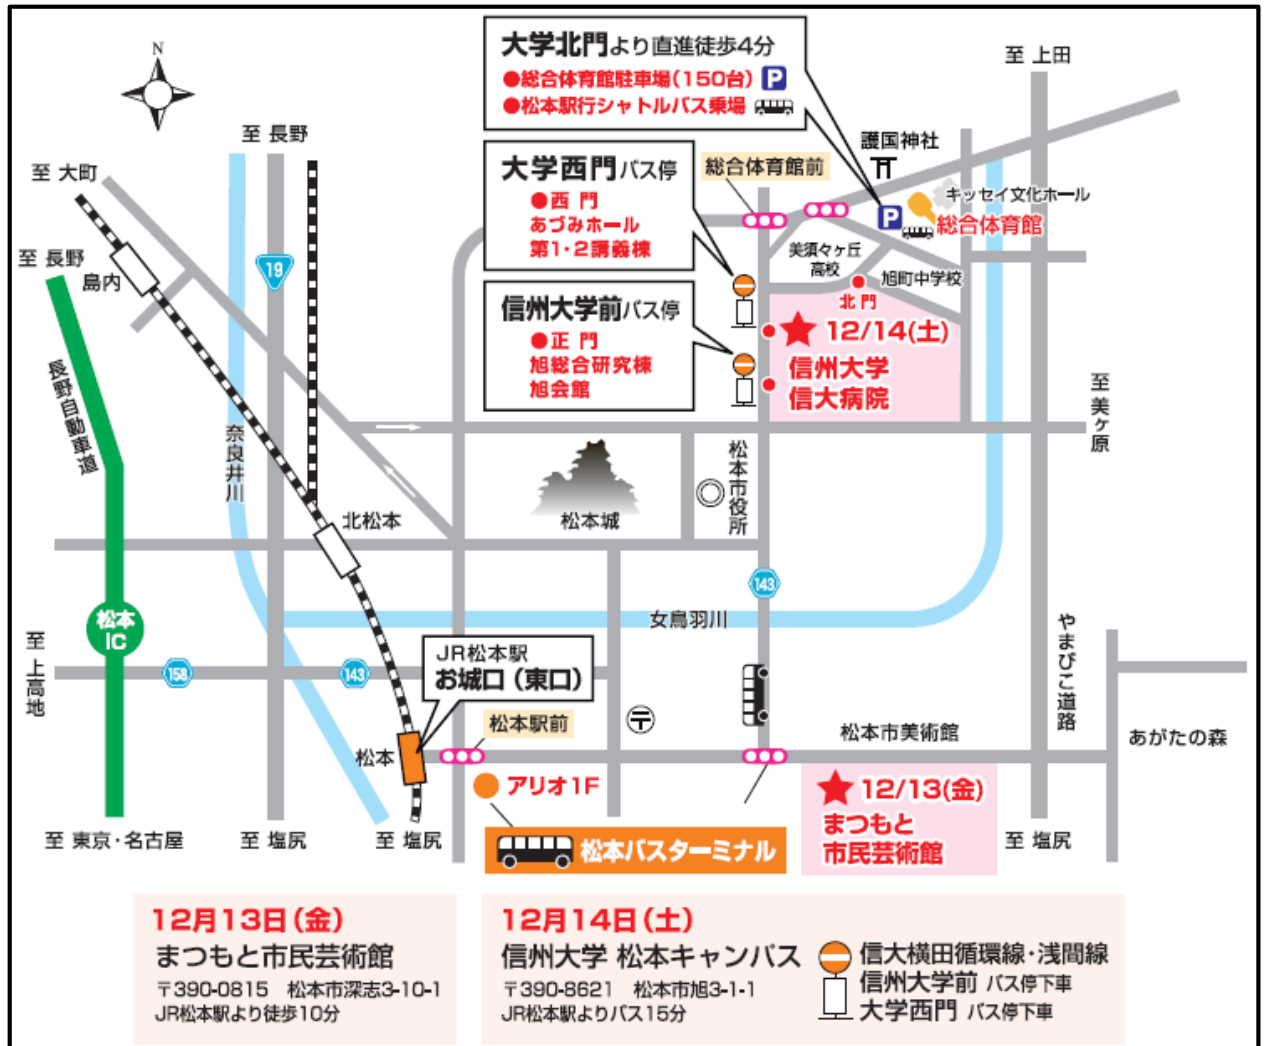 大学北門より直進徒歩4分
●総合体育館駐車場(150台) P
●松本駅行シャトルバス乗場
N
至 上田
至 長野
至 大町
大学西門バス停
●西 門
あづみホール
第1・2講義棟
総合体育館前
護国神社
キッセイ文化ホール
P
総合体育館
至 長野
島内
19
美須々ヶ丘
高校
旭町中学校
北門
信州大学前バス停
●正 門
旭総合研究棟
旭会館
12/14(土)
信州大学
信大病院
長野自動車道
奈良井川
至 美ヶ原
松本市役所
北松本
松本城
143
松本
IC
女鳥羽川
やまびこ道路
至 上高地
158
143
JR松本駅
お城口(東口)
松本駅前
〒
松本市美術館
あがたの森
松本
アリオ1F
12/13(金)
まつもと
市民芸術館
松本バスターミナル
至 東京・名古屋
至 塩尻
至 塩尻
至 塩尻
12月13日(金)
まつもと市民芸術館
〒390-0815 松本市深志3-10-1
JR松本駅より徒歩10分
12月14日(土)
信州大学 松本キャンパス
〒390-8621 松本市旭3-1-1
JR松本駅よりバス15分
信大横田循環線・浅間線
信州大学前 バス停下車
大学西門 バス停下車